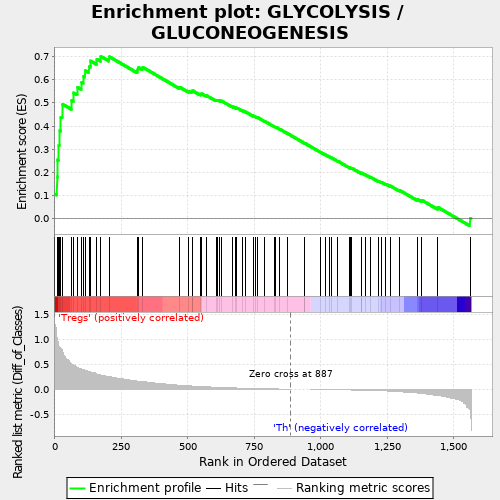 Enrichment plot: GLYCOLYSIS /
GLUCONEOGENESIS
Enrichment score (ES)
0.7
0.6
0.5
0.4
0.3
0.2
0.1
0.0
'Tregs' (positively correlated)
Ranked list metric (Diff_of_Classes)
1.5
1.0
0.5
0.0
-0.5
Zero cross at 887
'Th' (negatively correlated)
0 250 500 750 1,000 1,250 1,500
Rank in Ordered Dataset
Enrichment profile Hits Ranking metric scores